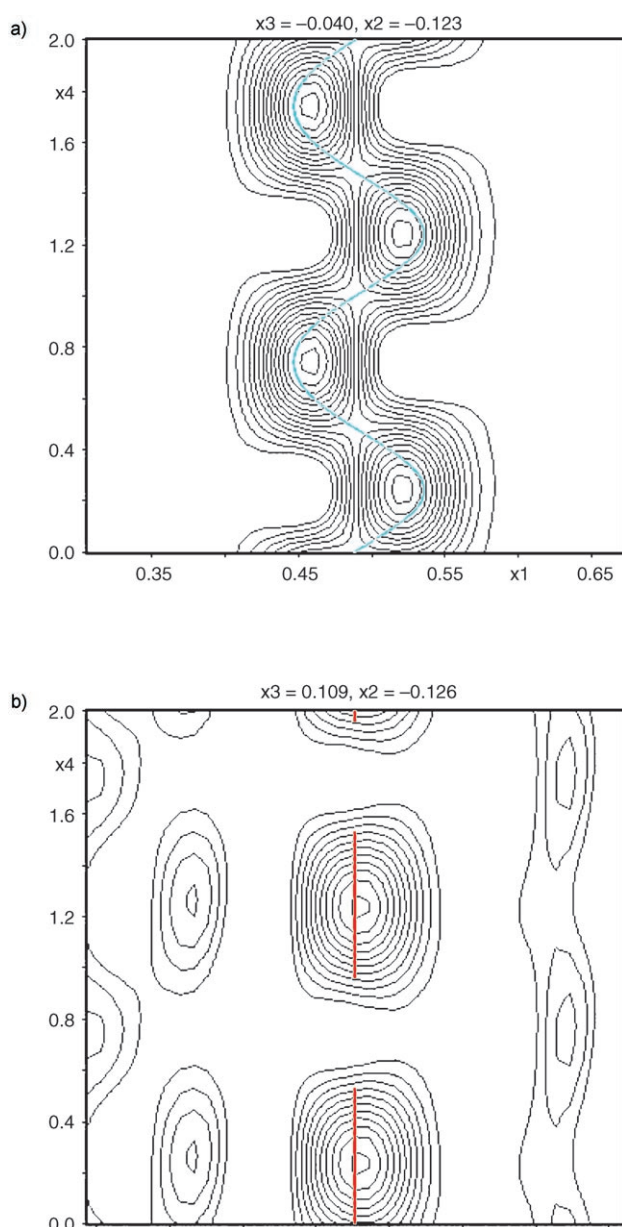 a)
x3 = –0.040, x2 = –0.123
2.0
x4
1.6
1.2
0.8
0.4
0.0
0.35 0.45 0.55 x1 0.65
b)
x3 = 0.109, x2 = –0.126
2.0
x4
1.6
1.2
0.8
0.4
0.0